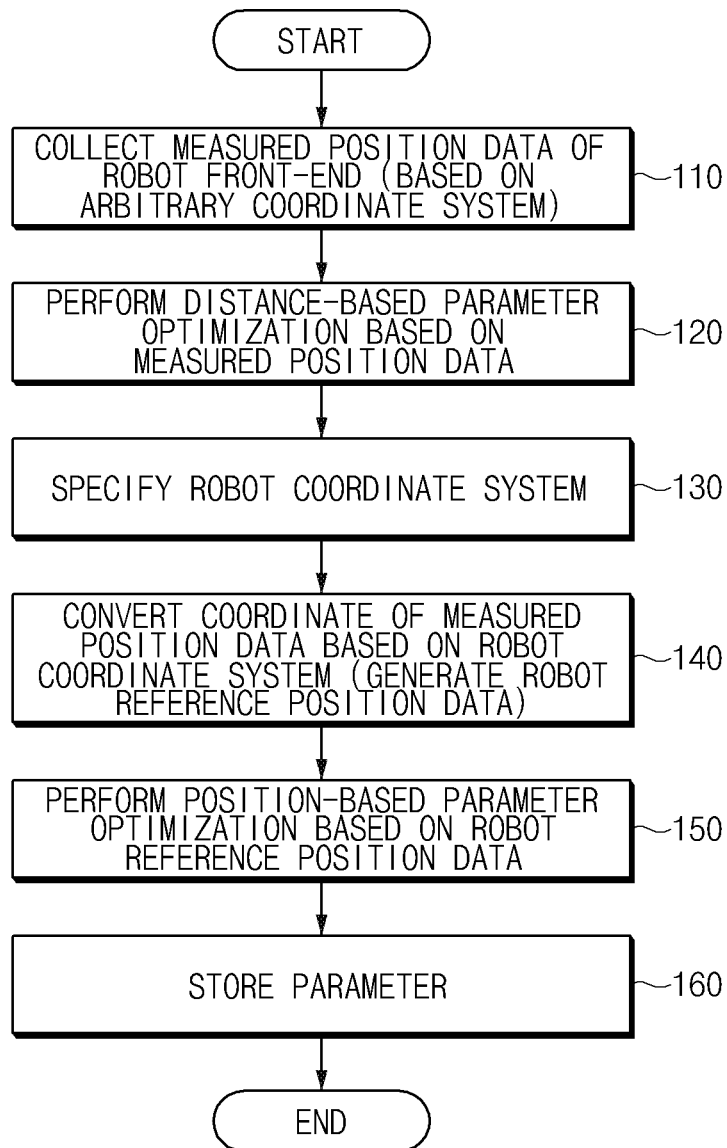 START
COLLECT MEASURED POSITION DATA OF
ROBOT FRONT-END (BASED ON
ARBITRARY COORDINATE SYSTEM)
110
PERFORM DISTANCE-BASED PARAMETER
OPTIMIZATION BASED ON
MEASURED POSITION DATA
120
SPECIFY ROBOT COORDINATE SYSTEM
130
CONVERT COORDINATE OF MEASURED
POSITION DATA BASED ON ROBOT
COORDINATE SYSTEM (GENERATE ROBOT
REFERENCE POSITION DATA)
140
PERFORM POSITION-BASED PARAMETER
OPTIMIZATION BASED ON ROBOT
REFERENCE POSITION DATA
150
STORE PARAMETER
160
END